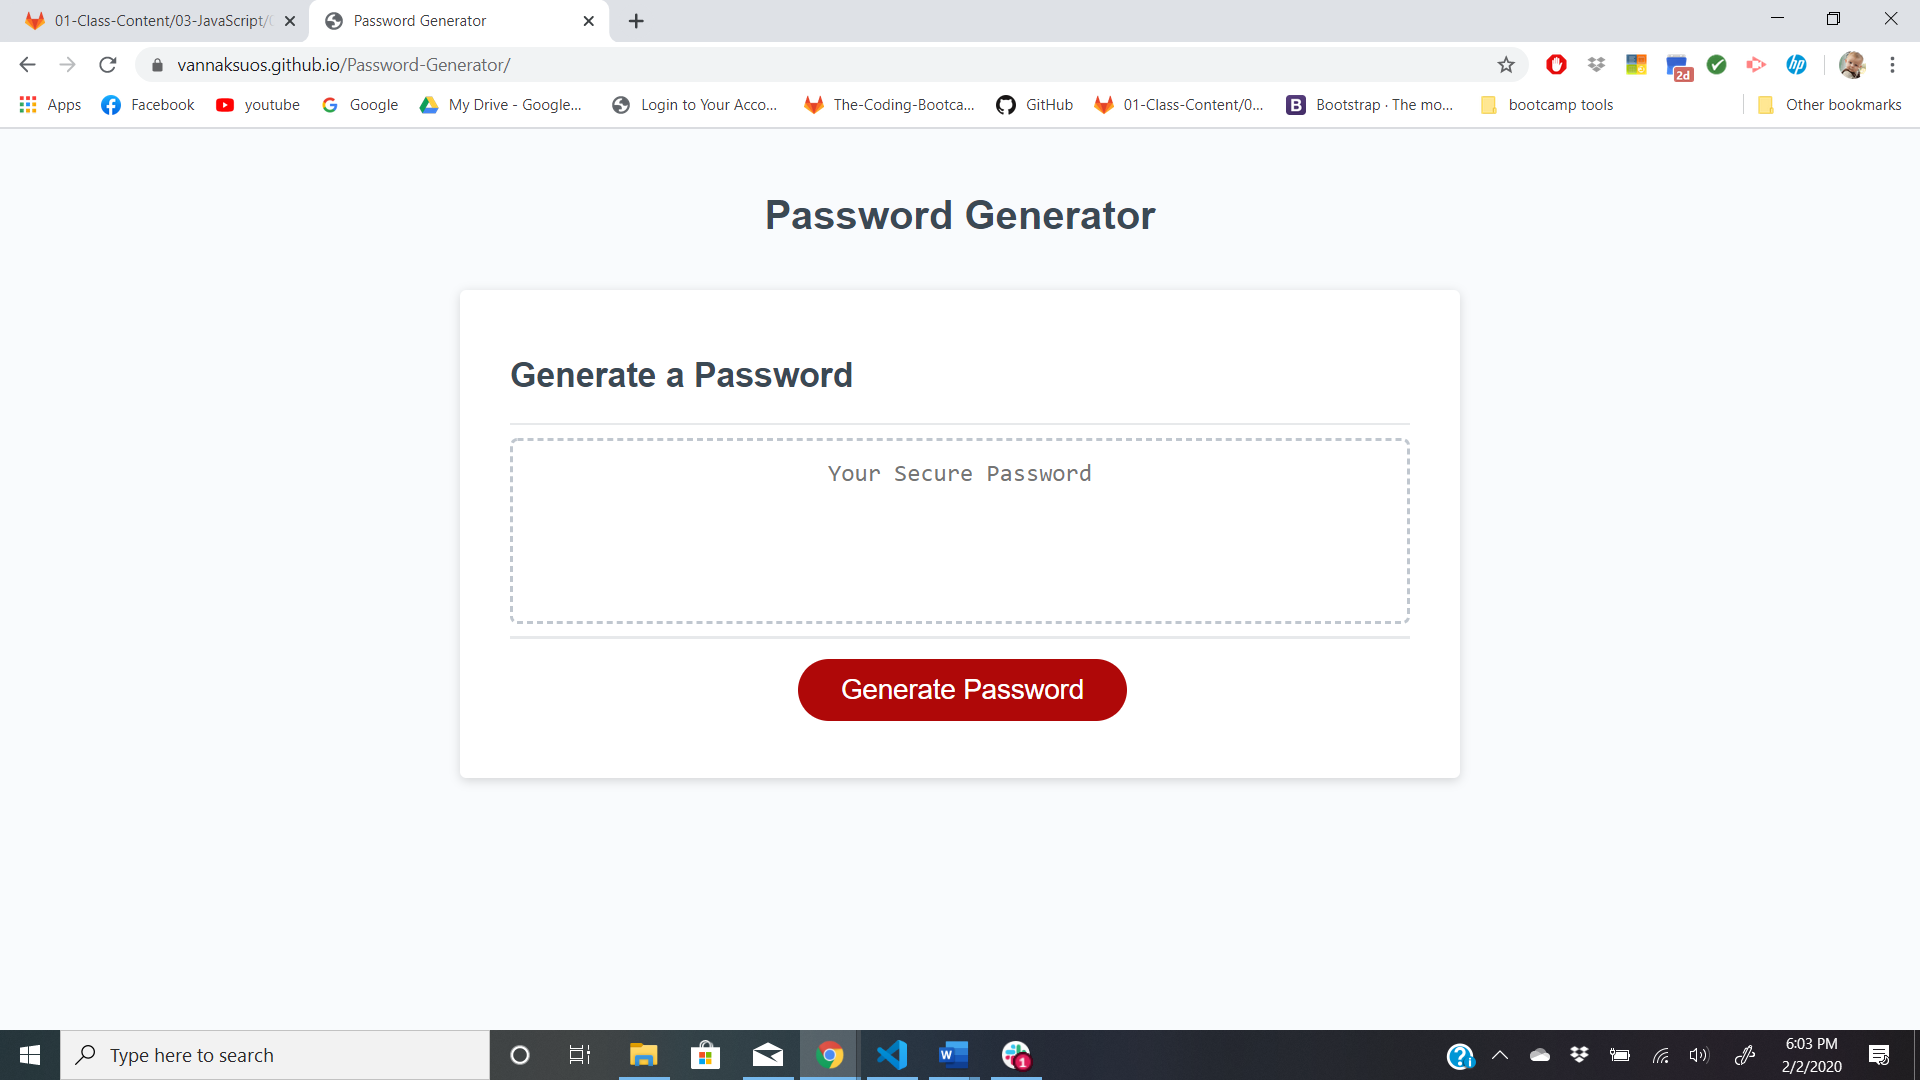 01-Class-Content/03-JavaScript/
Password Generator
vannaksuos.github.io/Password-Generator/
2d
hp
Apps
Facebook
youtube
Google
My Drive - Google...
Login to Your Acco...
The-Coding-Bootca...
GitHub
01-Class-Content/0...
B
Bootstrap · The mo...
bootcamp tools
Other bookmarks
Password Generator
Generate a Password
Your Secure Password
Generate Password
Type here to search
W
1
6:03 PM
2/2/2020